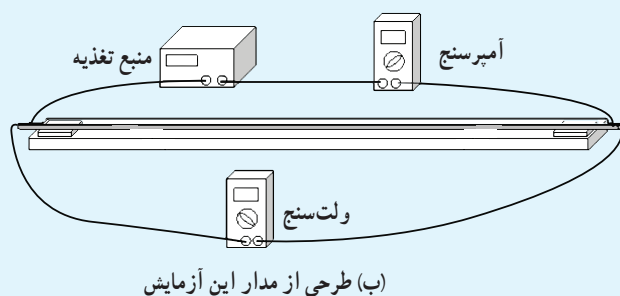 آمپرسنج
منبع تغذیه
ولت‌سنج
(ب) طرحی از مدار این آزمایش